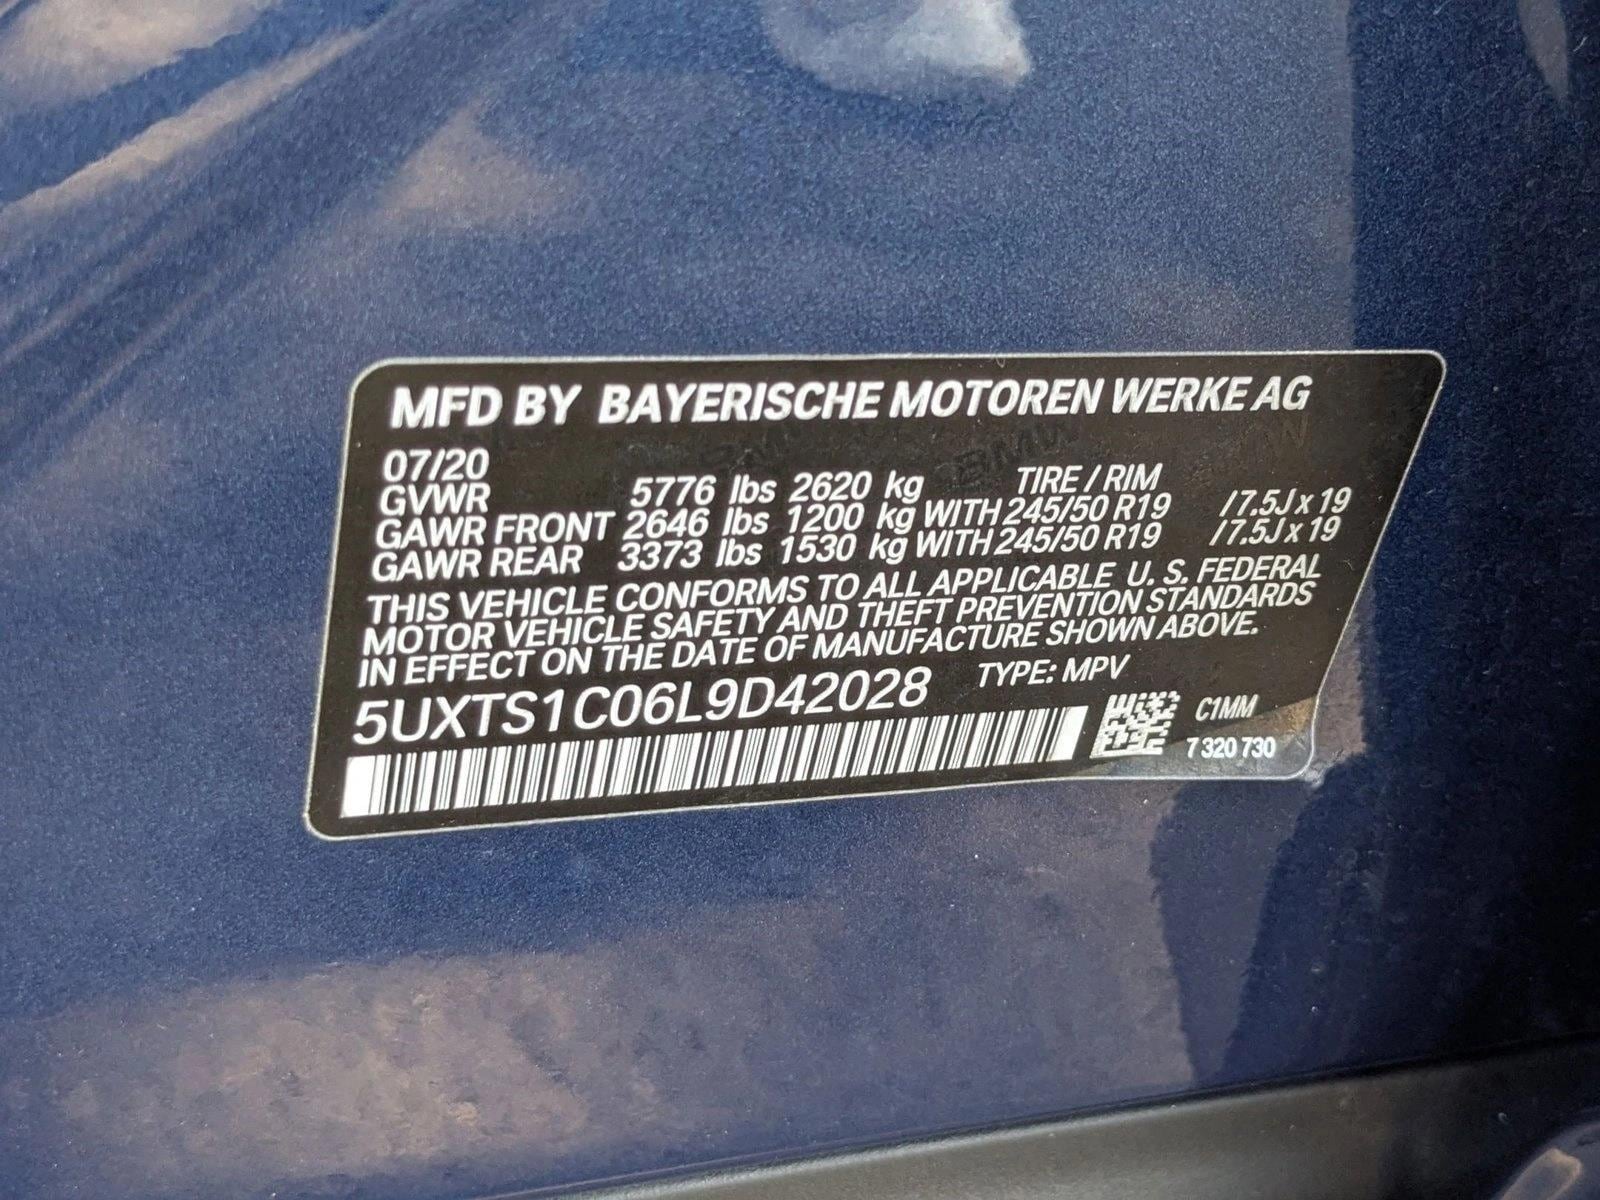 MFD BY BAYERISCHE MOTOREN WERKE AG
07/20
GVWR 5776 lbs 2620 kg TIRE / RIM
GAWR FRONT 2646 lbs 1200 kg WITH 245/50 R19 /7.5J x 19
GAWR REAR 3373 lbs 1530 kg WITH 245/50 R19 /7.5J x 19
THIS VEHICLE CONFORMS TO ALL APPLICABLE U. S. FEDERAL
MOTOR VEHICLE SAFETY AND THEFT PREVENTION STANDARDS
IN EFFECT ON THE DATE OF MANUFACTURE SHOWN ABOVE.
5UXTS1C06L9D42028 TYPE: MPV
C1MM
7 320 730